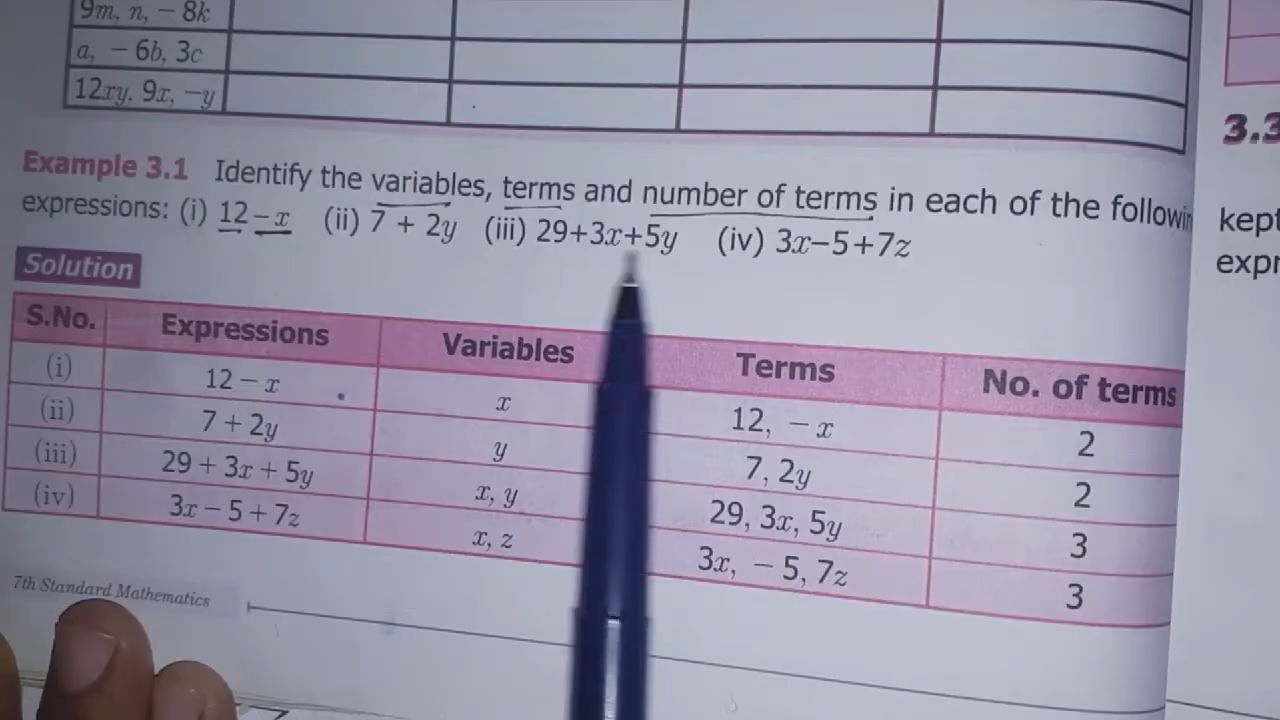 9m, n, − 8k
a, − 6b, 3c
12xy, 9x, −y
Example 3.1 Identify the variables, terms and number of terms in each of the followin
expressions: (i) 12−x (ii) 7 + 2y (iii) 29+3x+5y (iv) 3x−5+7z
Solution
S.No. Expressions Variables Terms No. of terms
(i) 12 − x x 12, − x 2
(ii) 7 + 2y y 7, 2y 2
(iii) 29 + 3x + 5y x, y 29, 3x, 5y 3
(iv) 3x − 5 + 7z x, z 3x, − 5, 7z 3
7th Standard Mathematics
3.3
kept
expr